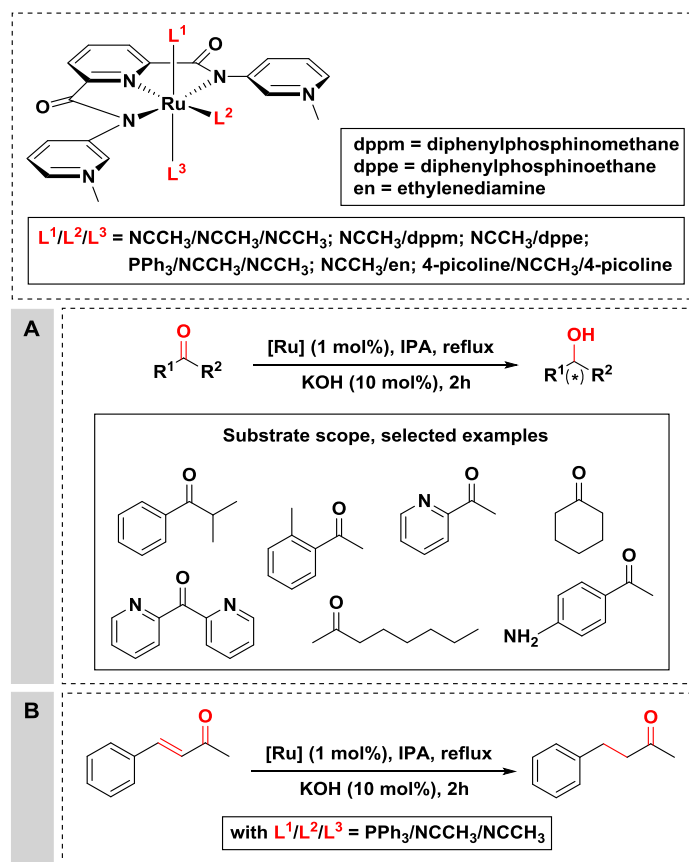 L¹
O
N
N
Ru
L²
O
N
N
N
L³
dppm = diphenylphosphinomethane
dppe = diphenylphosphinoethane
en = ethylenediamine
L¹/L²/L³ = NCCH₃/NCCH₃/NCCH₃; NCCH₃/dppm; NCCH₃/dppe;
PPh₃/NCCH₃/NCCH₃; NCCH₃/en; 4-picoline/NCCH₃/4-picoline
A
O
R¹ R²
[Ru] (1 mol%), IPA, reflux
KOH (10 mol%), 2h
OH
R¹ (*) R²
Substrate scope, selected examples
O
O
N O
O
N O N
O
O
NH₂
B
O
[Ru] (1 mol%), IPA, reflux
KOH (10 mol%), 2h
O
with L¹/L²/L³ = PPh₃/NCCH₃/NCCH₃